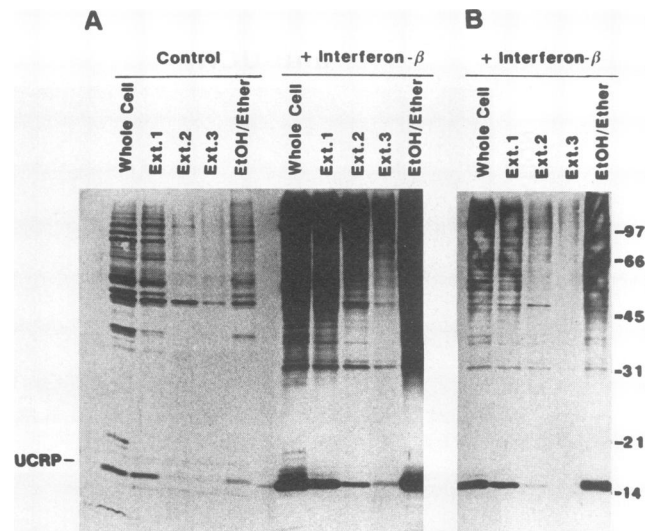 A
B
Control
+ Interferon-β
+ Interferon-β
Whole Cell
Ext.1
Ext.2
Ext.3
EtOH/Ether
Whole Cell
Ext.1
Ext.2
Ext.3
EtOH/Ether
Whole Cell
Ext.1
Ext.2
Ext.3
EtOH/Ether
-97
-66
-45
-31
-21
UCRP-
-14